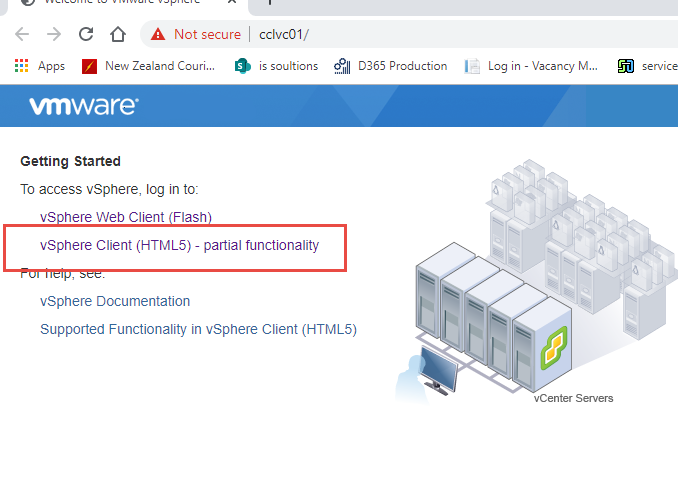 Welcome to VMware vSphere
Not secure | cclvc01/
Apps New Zealand Couri... is soultions D365 Production Log in - Vacancy M... service
vmware®
Getting Started
To access vSphere, log in to:
vSphere Web Client (Flash)
vSphere Client (HTML5) - partial functionality
For help, see:
vSphere Documentation
Supported Functionality in vSphere Client (HTML5)
vCenter Servers